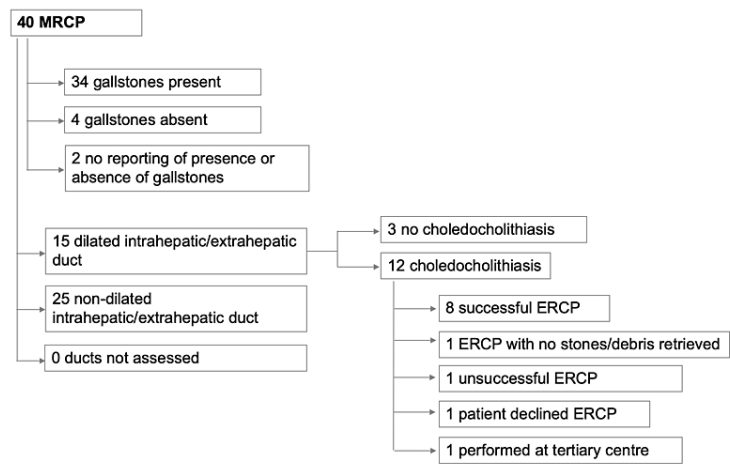 40 MRCP
34 gallstones present
4 gallstones absent
2 no reporting of presence or
absence of gallstones
15 dilated intrahepatic/extrahepatic
duct
3 no choledocholithiasis
12 choledocholithiasis
25 non-dilated
intrahepatic/extrahepatic duct
0 ducts not assessed
8 successful ERCP
1 ERCP with no stones/debris retrieved
1 unsuccessful ERCP
1 patient declined ERCP
1 performed at tertiary centre